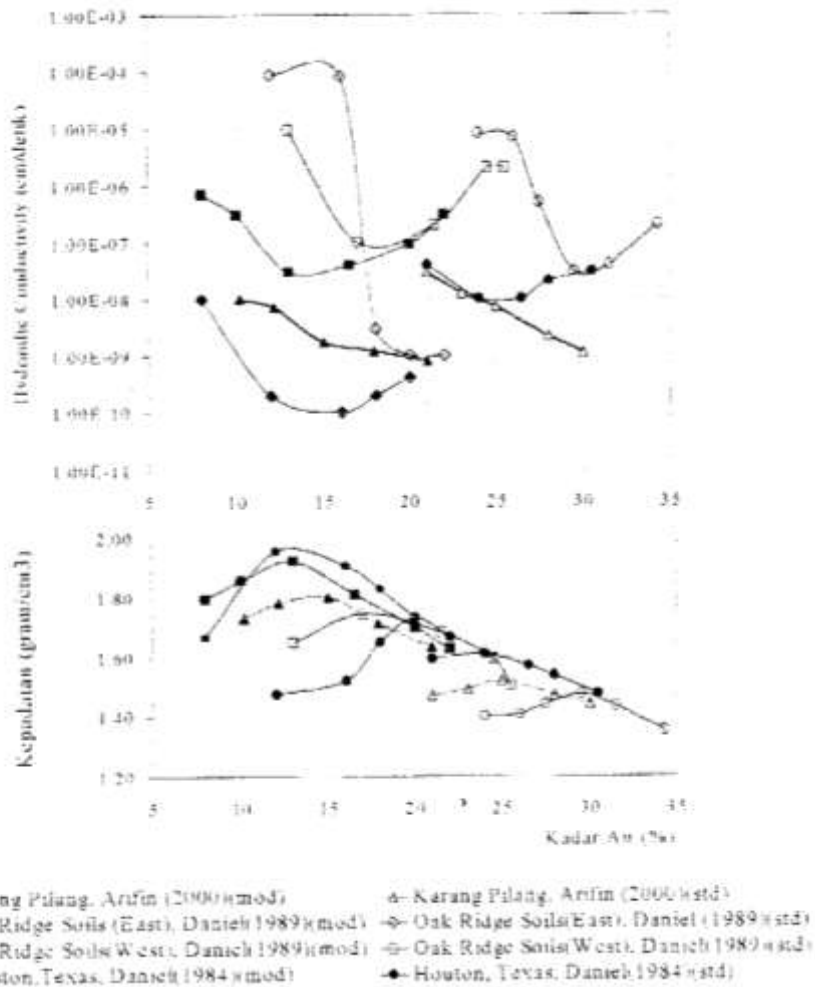 1.00E-03
1.00E-04
1.00E-05
1.00E-06
1.00E-07
1.00E-08
1.00E-09
1.00E-10
1.00E-11
Hydraulic Conductivity (cm/detik)
5 10 15 20 25 30 35
2.00
1.80
1.60
1.40
1.20
Kepadatan (gram/cm3)
5 10 15 20 25 30 35
Kadar Air (%)
ng Pilang, Arifin (2000)(mod) Karang Pilang, Arifin (2000)(std)
Ridge Soils (East), Daniel(1989)(mod) Oak Ridge Soils(East), Daniel (1989)(std)
Ridge Soils(West), Daniel(1989)(mod) Oak Ridge Soils(West), Daniel(1989)(std)
ston,Texas, Daniel(1984)(mod) Houton, Texas, Daniel(1984)(std)